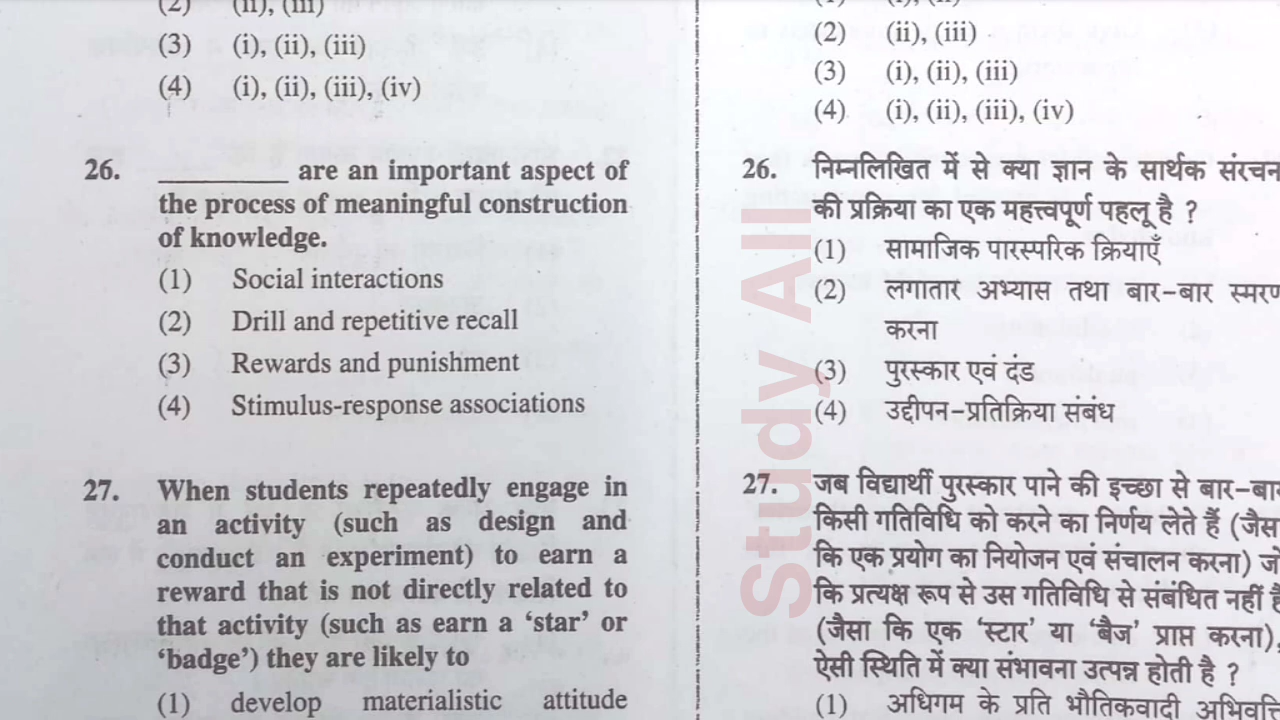 (2) (ii), (iii)
(3) (i), (ii), (iii)
(4) (i), (ii), (iii), (iv)
26. ________ are an important aspect of
the process of meaningful construction
of knowledge.
(1) Social interactions
(2) Drill and repetitive recall
(3) Rewards and punishment
(4) Stimulus-response associations
27. When students repeatedly engage in
an activity (such as design and
conduct an experiment) to earn a
reward that is not directly related to
that activity (such as earn a ‘star’ or
‘badge’) they are likely to
(1) develop materialistic attitude
(2) (ii), (iii)
(3) (i), (ii), (iii)
(4) (i), (ii), (iii), (iv)
26. निम्नलिखित में से क्या ज्ञान के सार्थक संरचन
की प्रक्रिया का एक महत्त्वपूर्ण पहलू है ?
(1) सामाजिक पारस्परिक क्रियाएँ
(2) लगातार अभ्यास तथा बार-बार स्मरण
करना
(3) पुरस्कार एवं दंड
(4) उद्दीपन-प्रतिक्रिया संबंध
27. जब विद्यार्थी पुरस्कार पाने की इच्छा से बार-बार
किसी गतिविधि को करने का निर्णय लेते हैं (जैसा
कि एक प्रयोग का नियोजन एवं संचालन करना) जो
कि प्रत्यक्ष रूप से उस गतिविधि से संबंधित नहीं है
(जैसा कि एक ‘स्टार’ या ‘बैज’ प्राप्त करना),
ऐसी स्थिति में क्या संभावना उत्पन्न होती है ?
(1) अधिगम के प्रति भौतिकवादी अभिवृत्ति
Study All